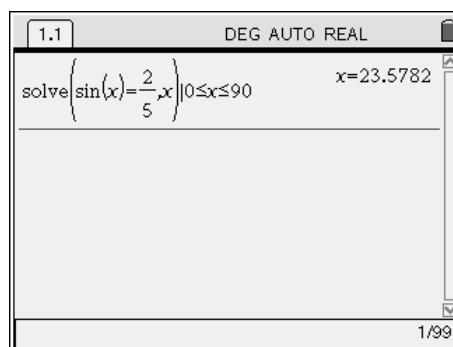 1.1 DEG AUTO REAL
solve(sin(x)=2/5,x)|0≤x≤90 x=23.5782
1/99